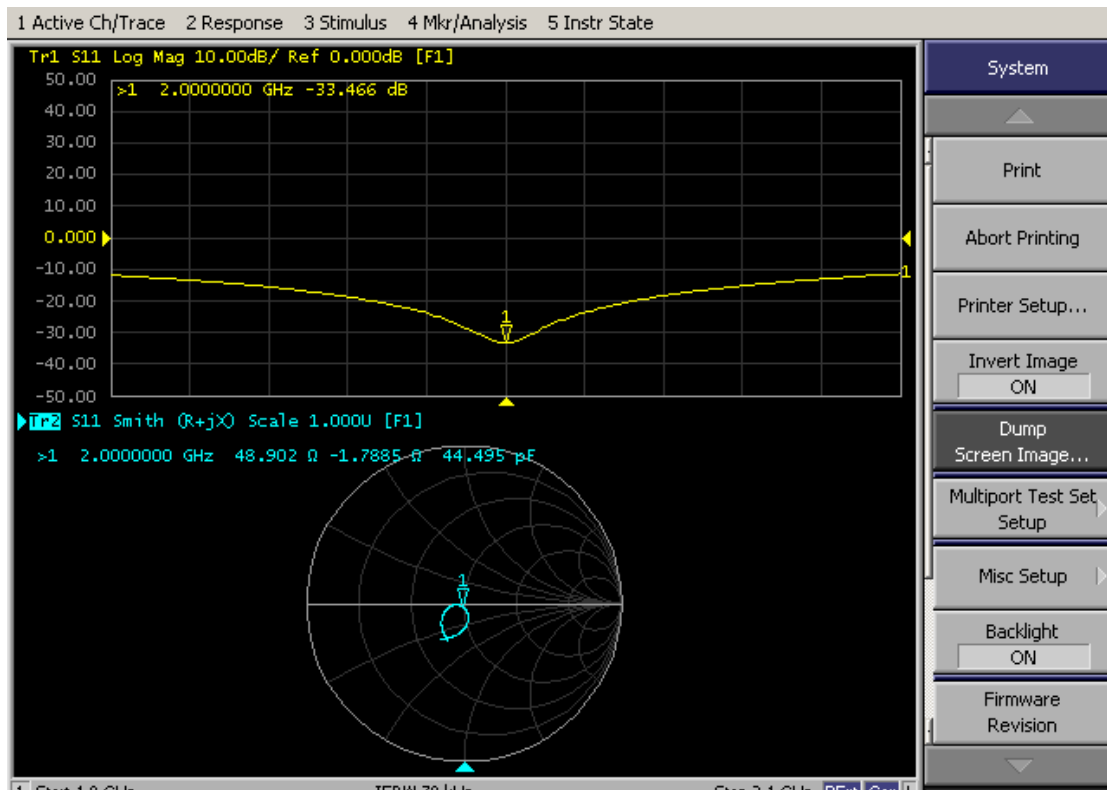 1 Active Ch/Trace 2 Response 3 Stimulus 4 Mkr/Analysis 5 Instr State
Tr1 S11 Log Mag 10.00dB/ Ref 0.000dB [F1]
50.00
>1 2.0000000 GHz -33.466 dB
40.00
30.00
20.00
10.00
0.000
-10.00
1
-20.00
1
-30.00
-40.00
-50.00
Tr2 S11 Smith (R+jX) Scale 1.000U [F1]
>1 2.0000000 GHz 48.902 Ω -1.7885 Ω 44.495 pF
1
System
Print
Abort Printing
Printer Setup...
Invert Image
ON
Dump
Screen Image...
Multiport Test Set
Setup
Misc Setup
Backlight
ON
Firmware
Revision